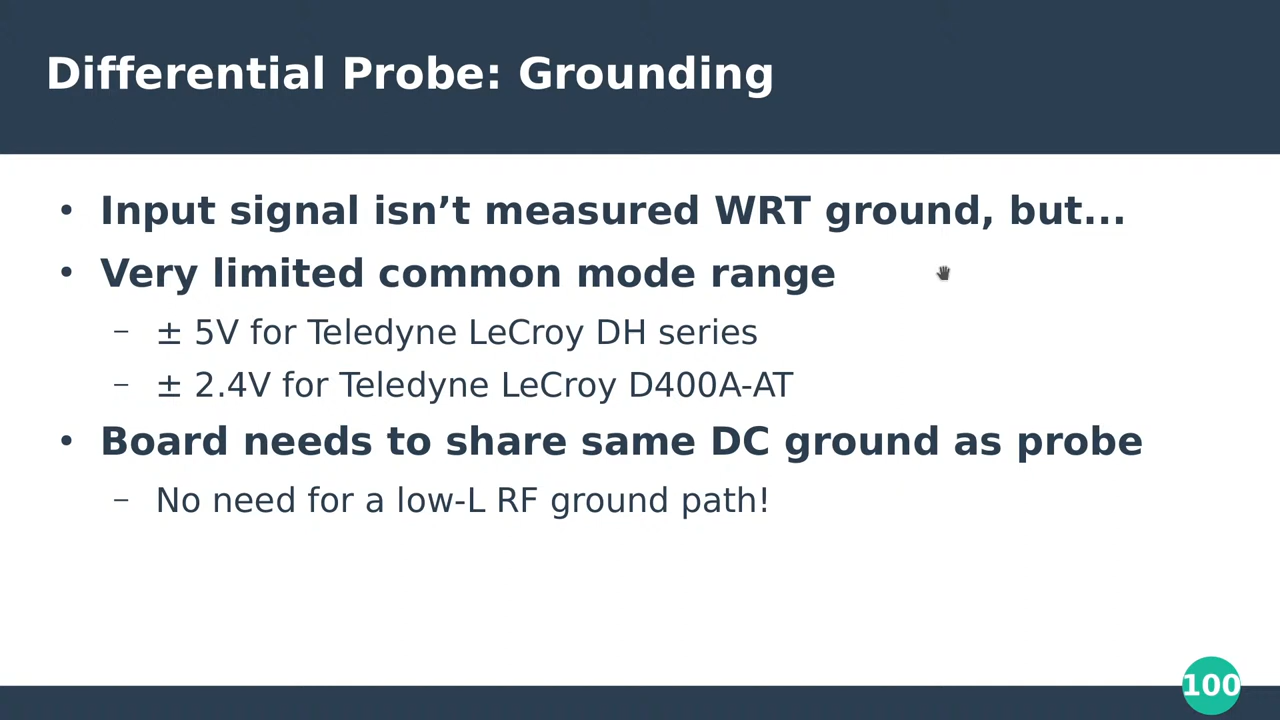 Differential Probe: Grounding
• Input signal isn’t measured WRT ground, but...
• Very limited common mode range
– ± 5V for Teledyne LeCroy DH series
– ± 2.4V for Teledyne LeCroy D400A-AT
• Board needs to share same DC ground as probe
– No need for a low-L RF ground path!
100